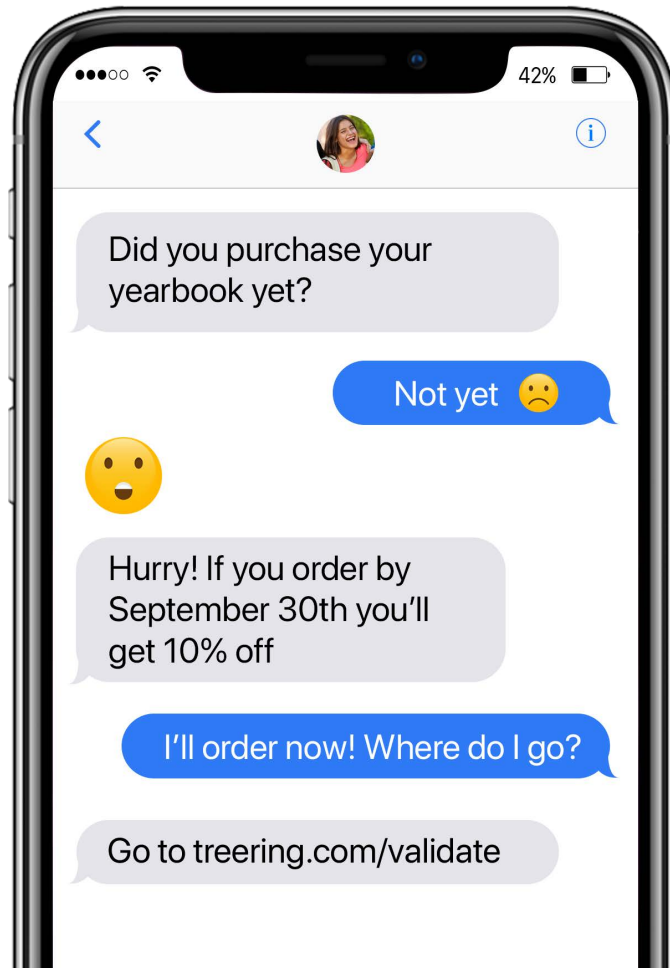 42%
Did you purchase your
yearbook yet?
Not yet ☹️
😮
Hurry! If you order by
September 30th you'll
get 10% off
I'll order now! Where do I go?
Go to treering.com/validate